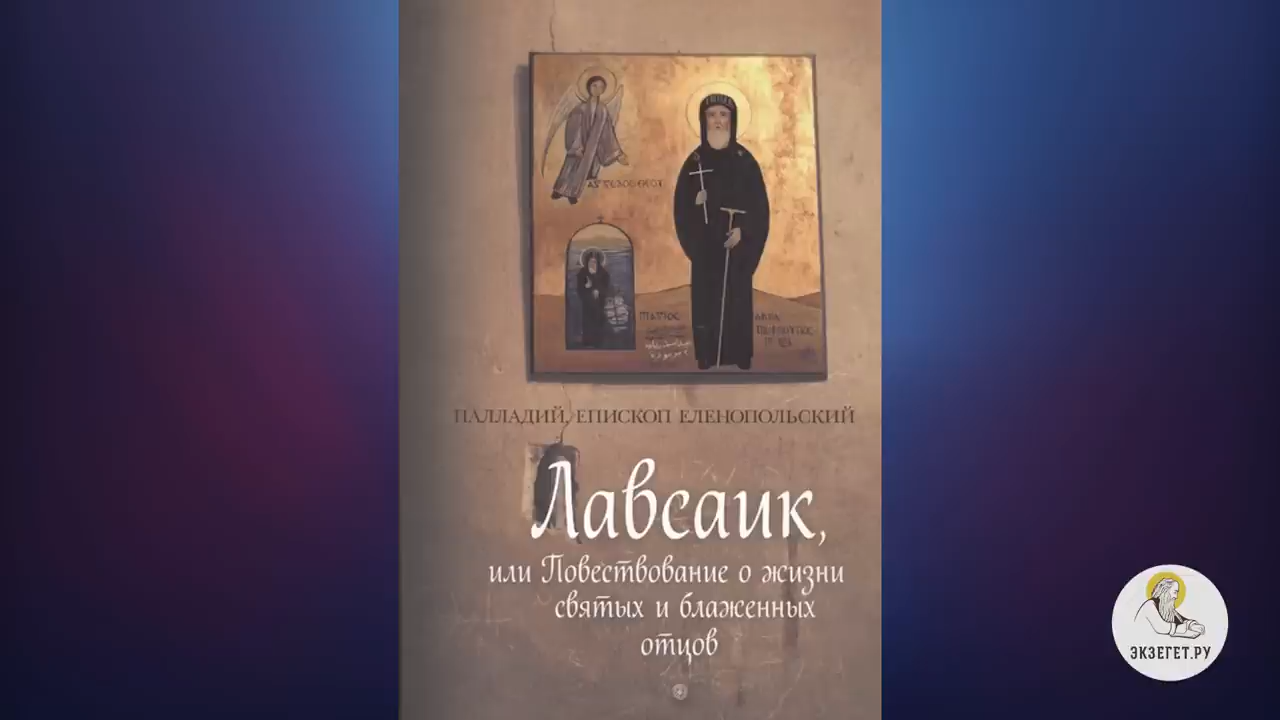 ПАЛЛАДИЙ, ЕПИСКОП ЕЛЕНОПОЛЬСКИЙ
Лавсаик,
или Повествование о жизни
святых и блаженных
отцов
ЭКЗЕГЕТ.РУ